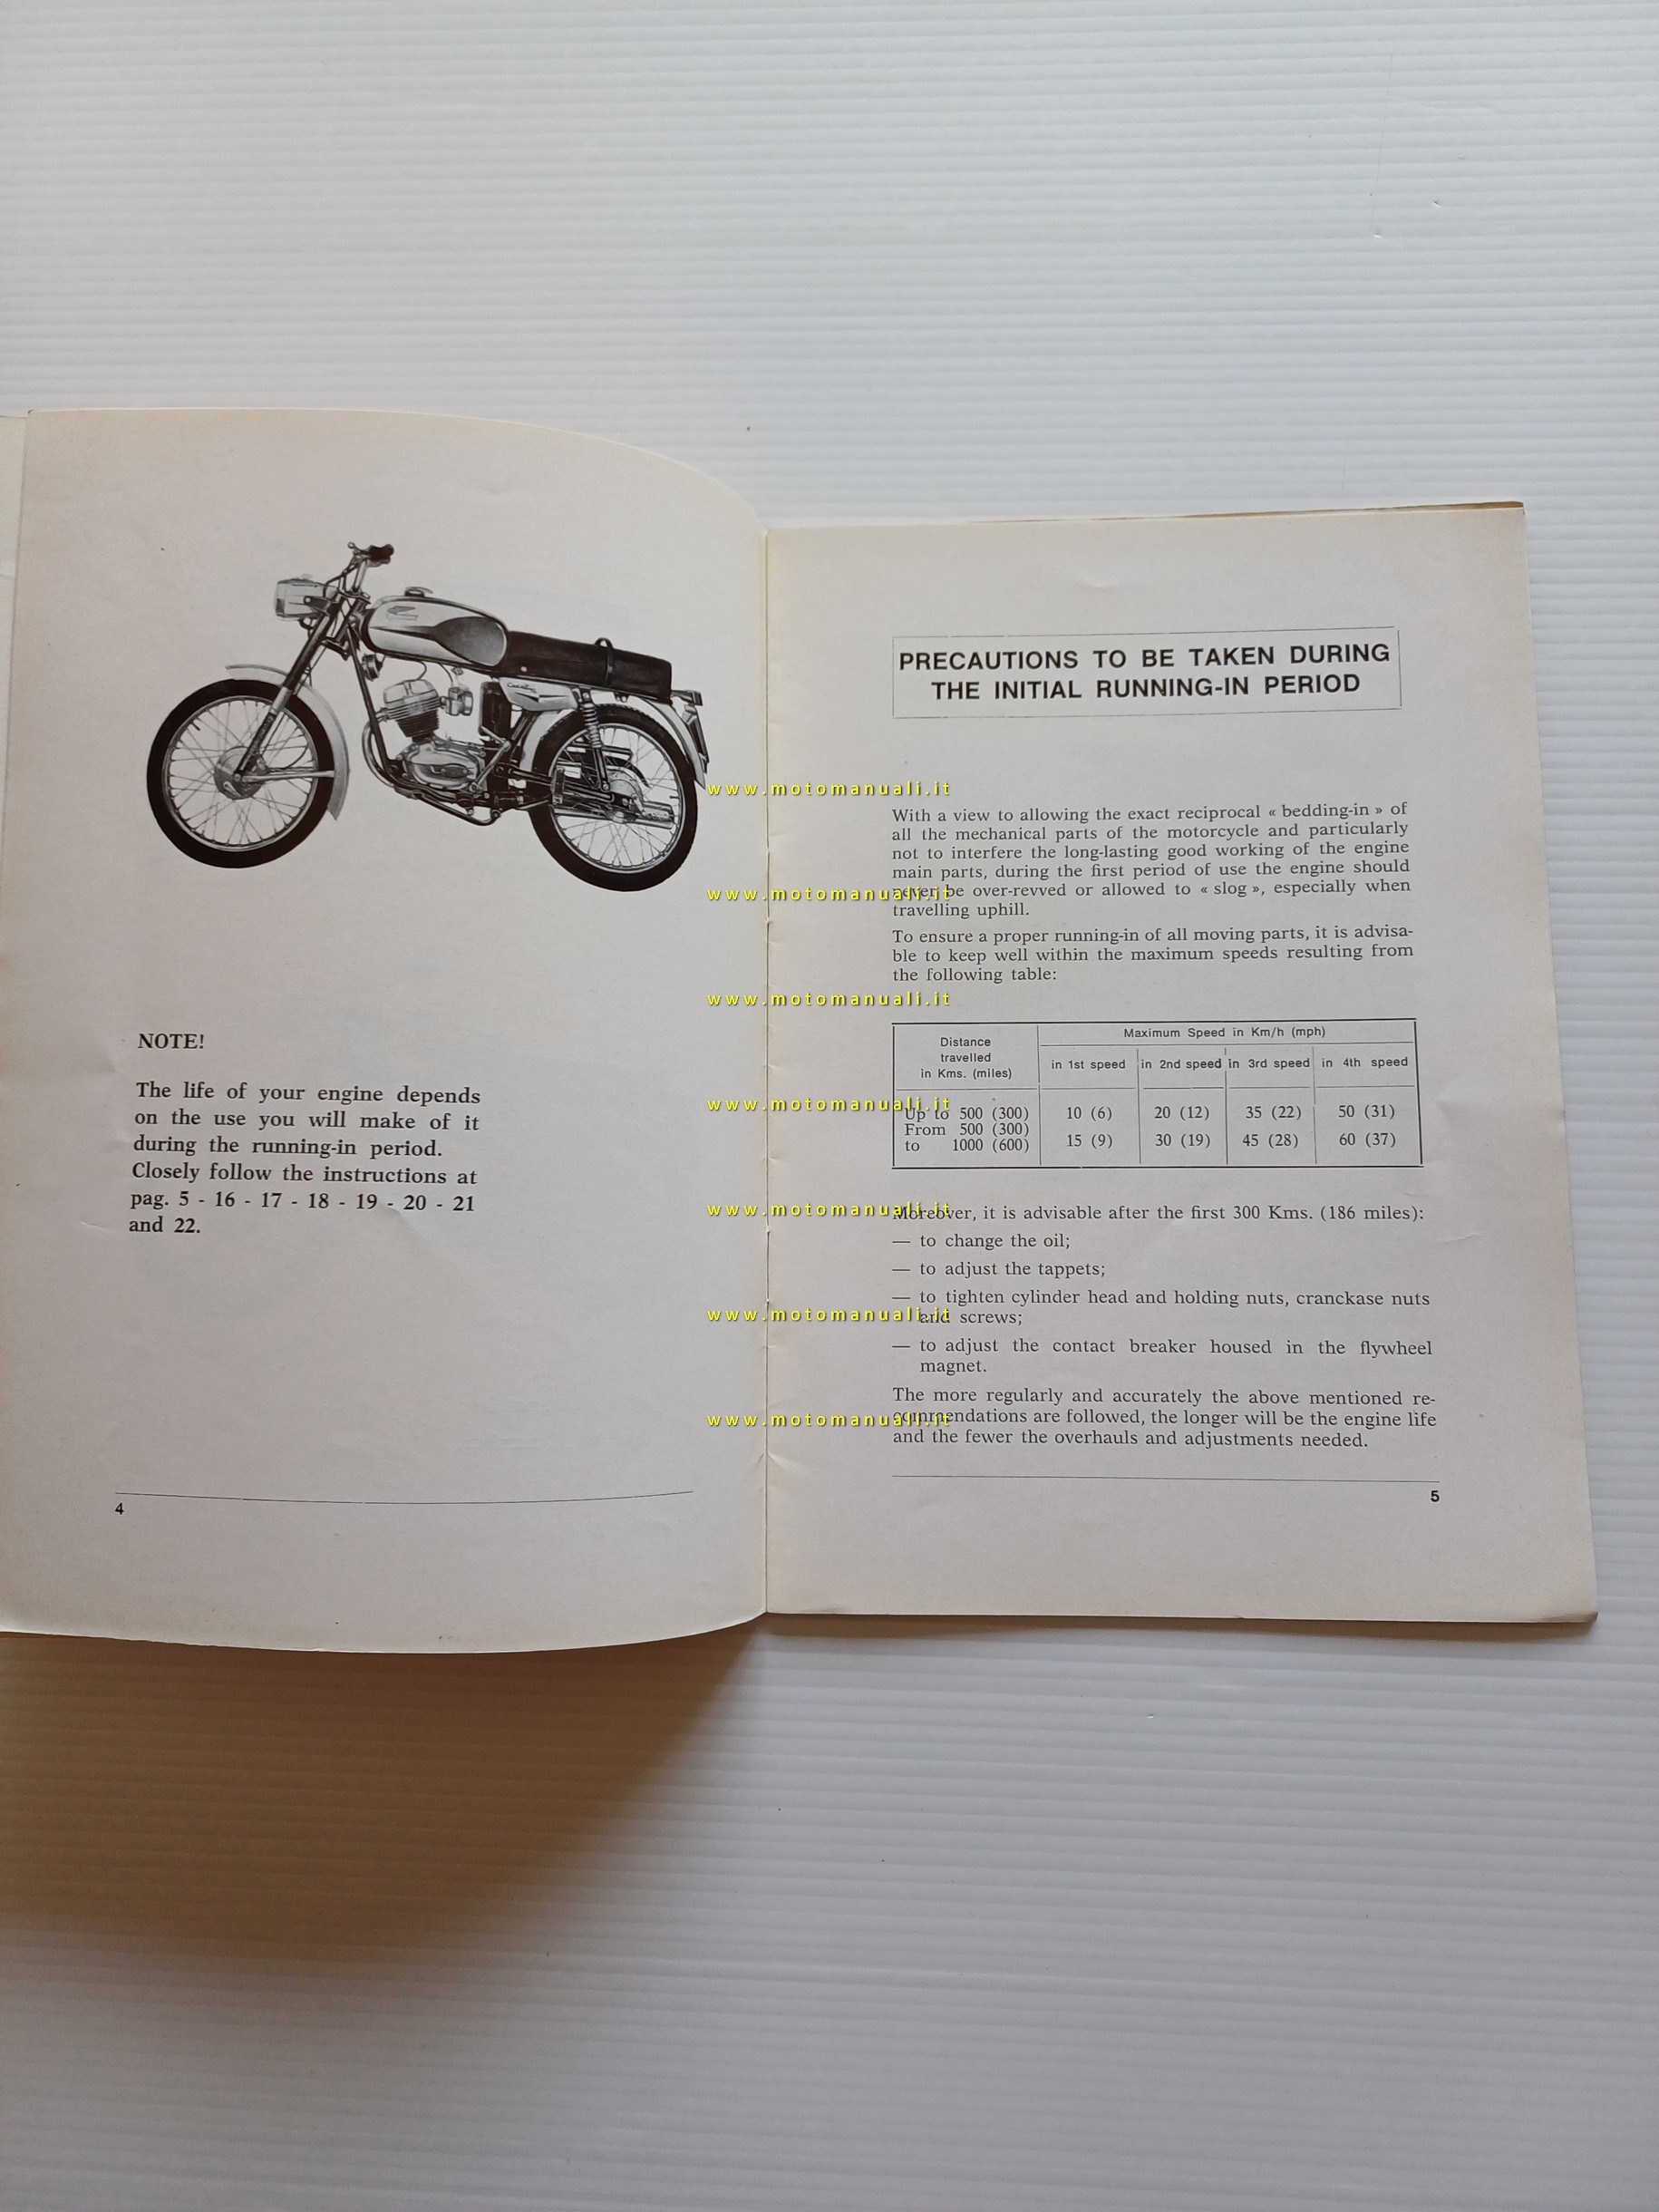 NOTE!
The life of your engine depends
on the use you will make of it
during the running-in period.
Closely follow the instructions at
pag. 5 - 16 - 17 - 18 - 19 - 20 - 21
and 22.
4
PRECAUTIONS TO BE TAKEN DURING
THE INITIAL RUNNING-IN PERIOD
With a view to allowing the exact reciprocal « bedding-in » of
all the mechanical parts of the motorcycle and particularly
not to interfere the long-lasting good working of the engine
main parts, during the first period of use the engine should
never be over-revved or allowed to « slog », especially when
travelling uphill.
To ensure a proper running-in of all moving parts, it is advisa-
ble to keep well within the maximum speeds resulting from
the following table:
Distance
travelled
in Kms. (miles)
Maximum Speed in Km/h (mph)
in 1st speed in 2nd speed in 3rd speed in 4th speed
Up to 500 (300) 10 (6) 20 (12) 35 (22) 50 (31)
From 500 (300)
to 1000 (600) 15 (9) 30 (19) 45 (28) 60 (37)
Moreover, it is advisable after the first 300 Kms. (186 miles):
— to change the oil;
— to adjust the tappets;
— to tighten cylinder head and holding nuts, cranckase nuts
and screws;
— to adjust the contact breaker housed in the flywheel
magnet.
The more regularly and accurately the above mentioned re-
commendations are followed, the longer will be the engine life
and the fewer the overhauls and adjustments needed.
5
www.motomanuali.it
www.motomanuali.it
www.motomanuali.it
www.motomanuali.it
www.motomanuali.it
www.motomanuali.it
www.motomanuali.it